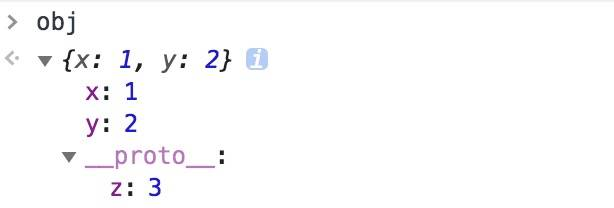 > obj
{x: 1, y: 2} i
x: 1
y: 2
__proto__:
z: 3